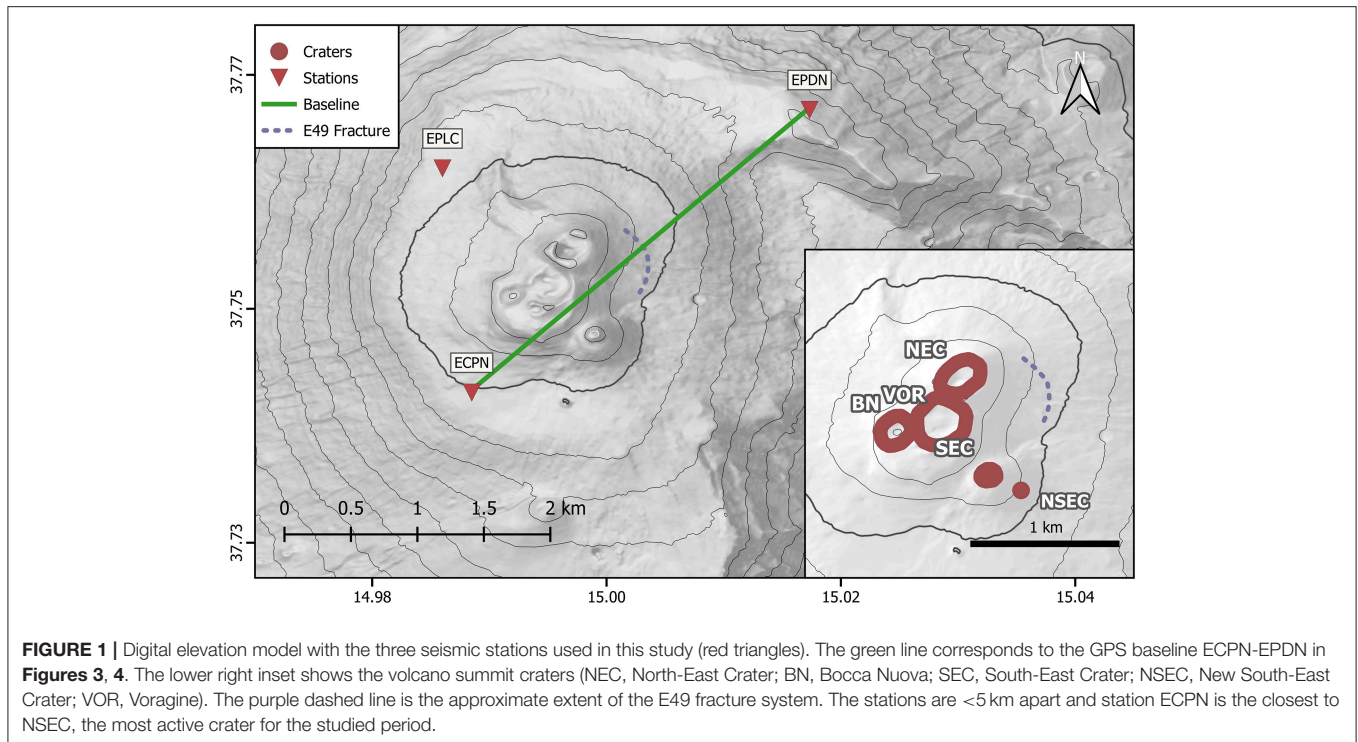 Craters
Stations
Baseline
E49 Fracture
N
EPDN
EPLC
ECPN
37.77
37.75
37.73
0 0.5 1 1.5 2 km
14.98 15.00 15.02 15.04
NEC
VOR
BN
SEC
NSEC
1 km
FIGURE 1 | Digital elevation model with the three seismic stations used in this study (red triangles). The green line corresponds to the GPS baseline ECPN-EPDN in
Figures 3, 4. The lower right inset shows the volcano summit craters (NEC, North-East Crater; BN, Bocca Nuova; SEC, South-East Crater; NSEC, New South-East
Crater; VOR, Voragine). The purple dashed line is the approximate extent of the E49 fracture system. The stations are <5 km apart and station ECPN is the closest to
NSEC, the most active crater for the studied period.